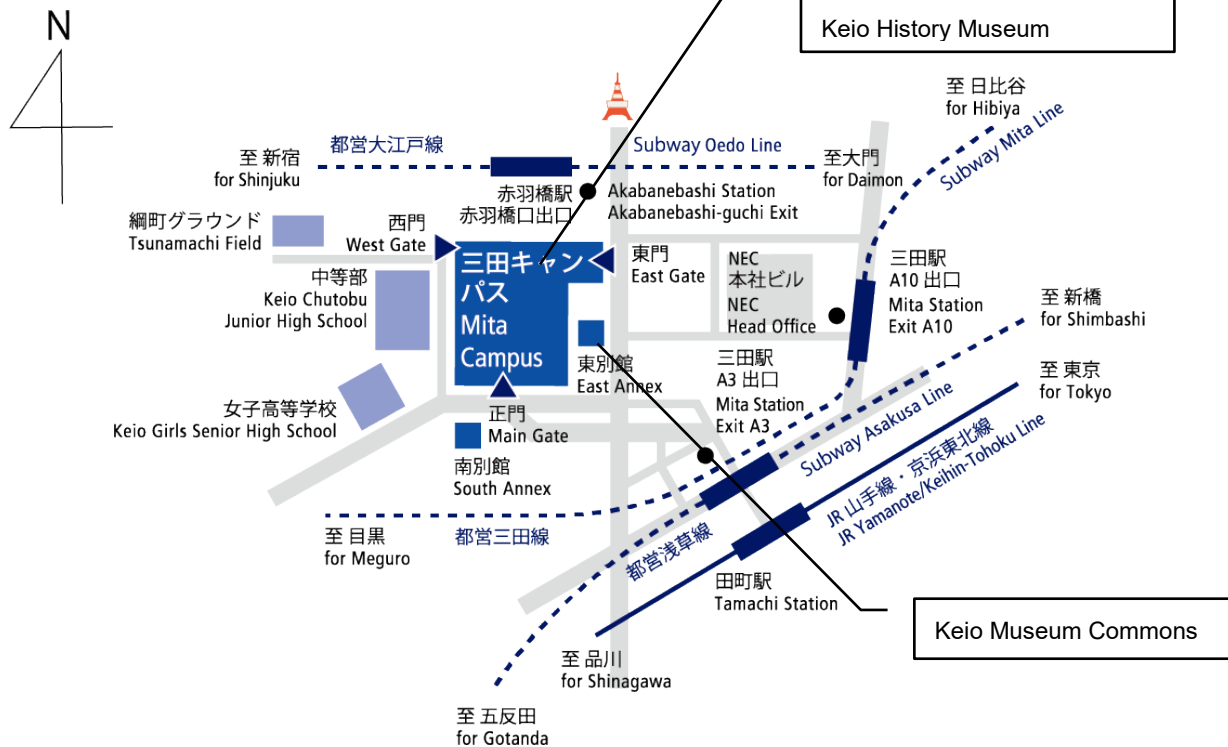 N
Keio History Museum
至 日比谷
for Hibiya
Subway Mita Line
都営大江戸線
Subway Oedo Line
至 新宿
for Shinjuku
至大門
for Daimon
赤羽橋駅
赤羽橋口出口
Akabanebashi Station
Akabanebashi-guchi Exit
綱町グラウンド
Tsunamachi Field
西門
West Gate
三田キャン
パス
Mita
Campus
東門
East Gate
NEC
本社ビル
NEC
Head Office
三田駅
A10 出口
Mita Station
Exit A10
中等部
Keio Chutobu
Junior High School
至 新橋
for Shimbashi
東別館
East Annex
三田駅
A3 出口
Mita Station
Exit A3
至 東京
for Tokyo
女子高等学校
Keio Girls Senior High School
正門
Main Gate
Subway Asakusa Line
南別館
South Annex
JR 山手線・京浜東北線
JR Yamanote/Keihin-Tohoku Line
至 目黒
for Meguro
都営三田線
都営浅草線
田町駅
Tamachi Station
Keio Museum Commons
至 品川
for Shinagawa
至 五反田
for Gotanda